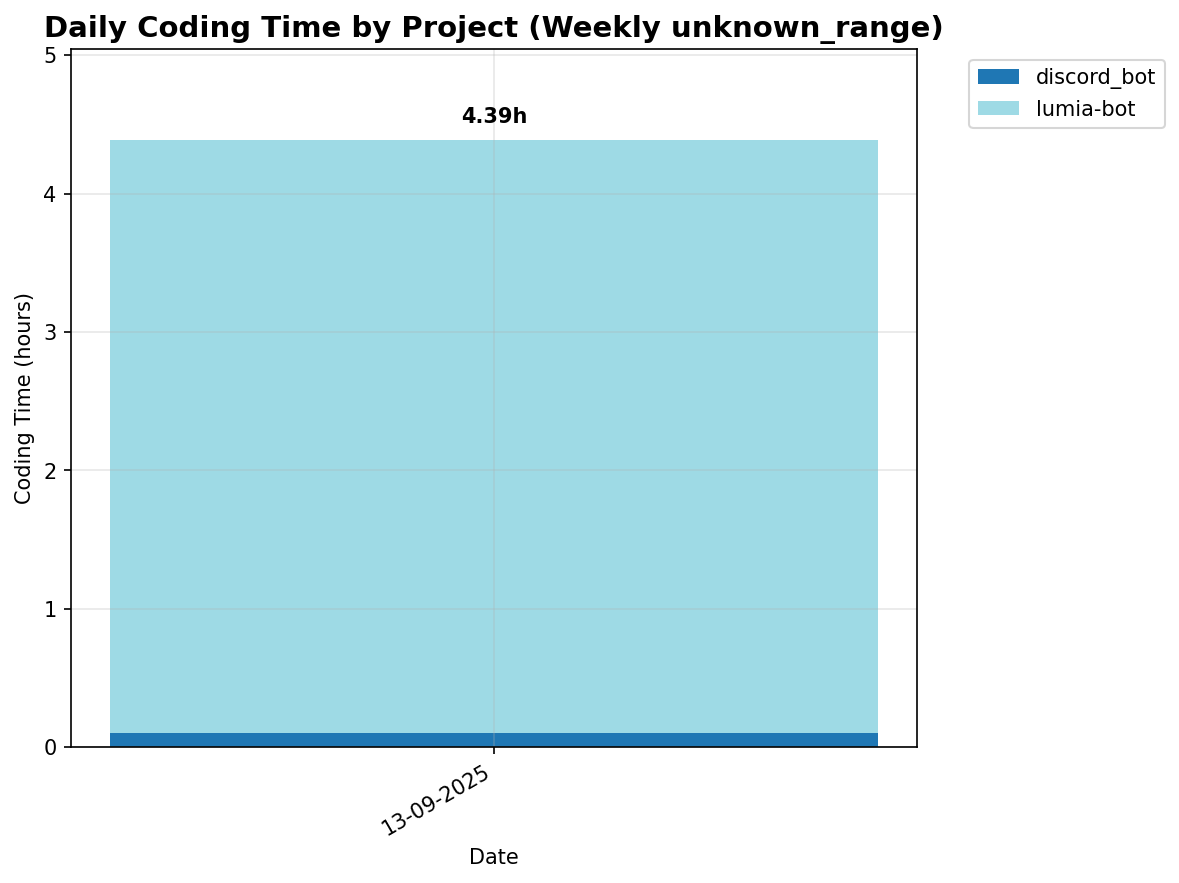 Daily Coding Time by Project (Weekly unknown_range)
discord_bot
lumia-bot
4.39h
5
4
3
2
1
0
Coding Time (hours)
13-09-2025
Date